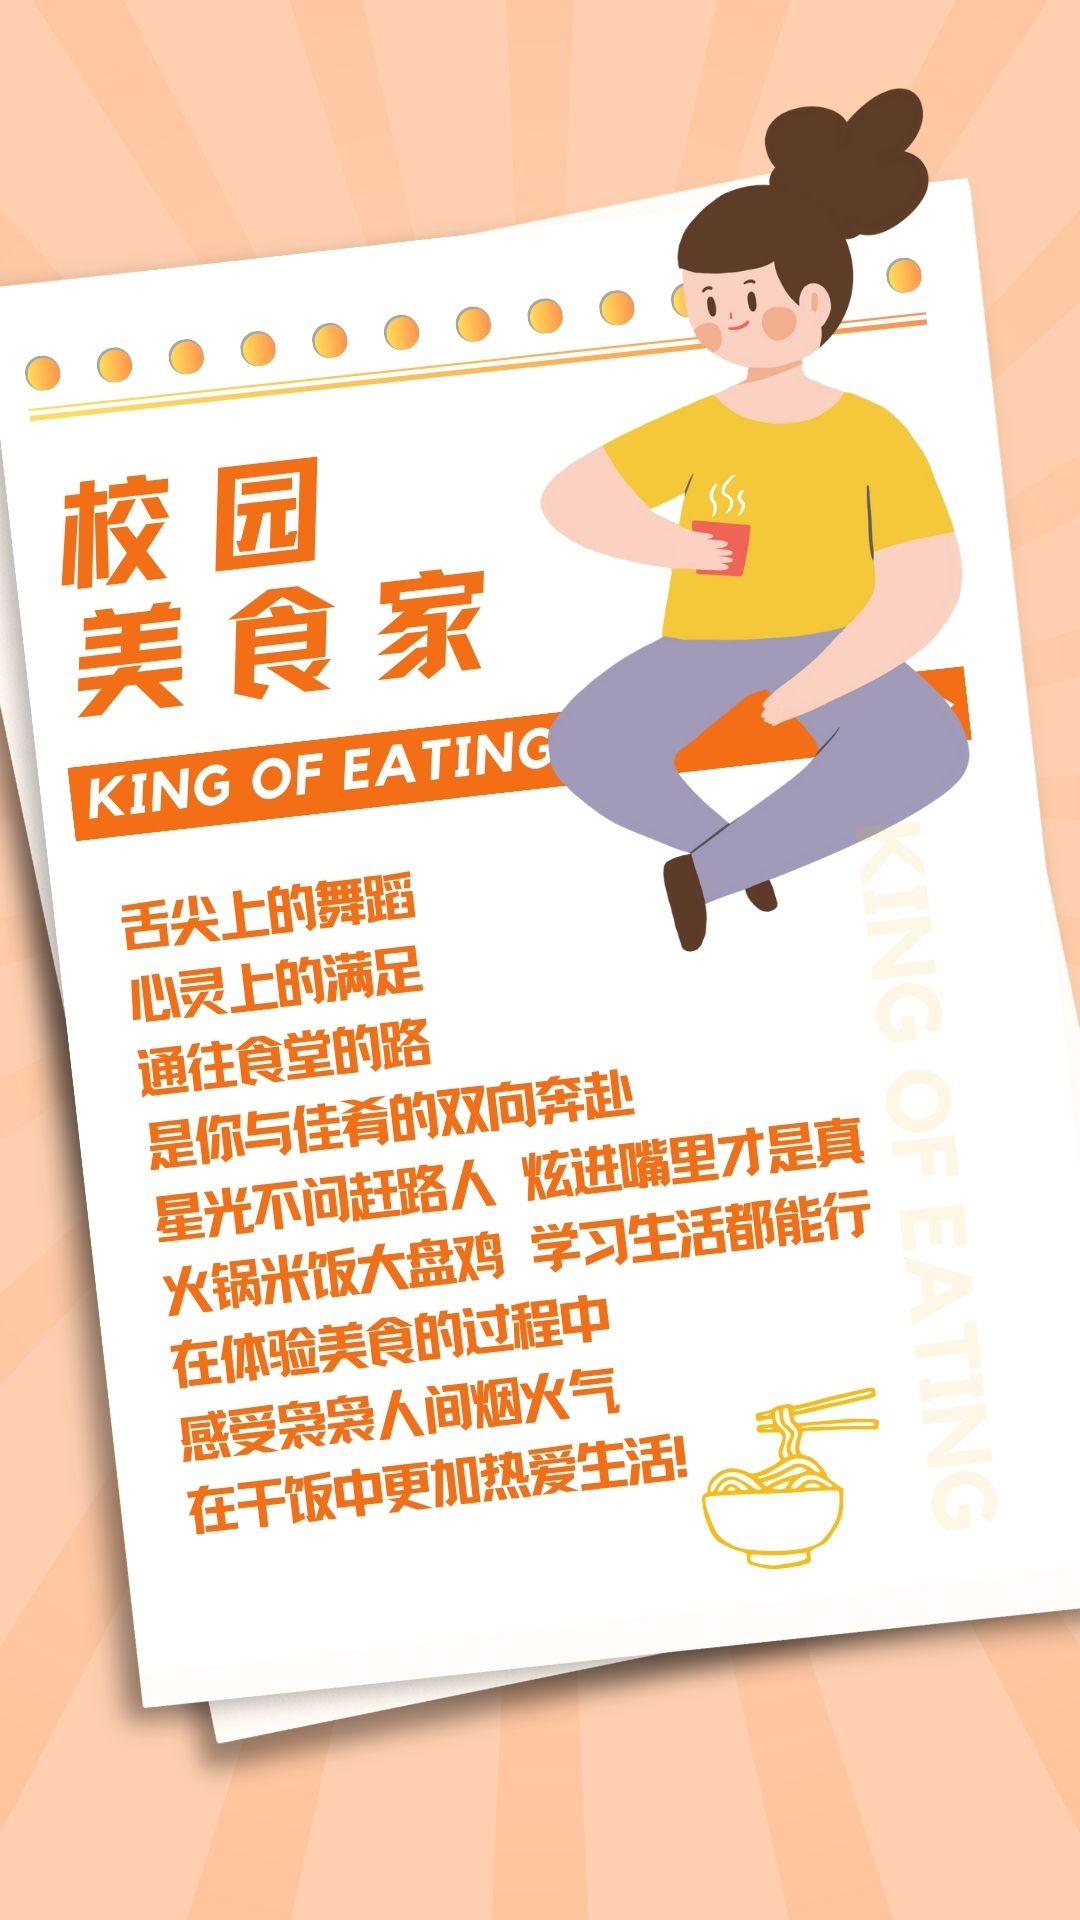 校园
美食家
KING OF EATING
舌尖上的舞蹈
心灵上的满足
通往食堂的路
是你与佳肴的双向奔赴
星光不问赶路人 炫进嘴里才是真
火锅米饭大盘鸡 学习生活都能行
在体验美食的过程中
感受袅袅人间烟火气
在干饭中更加热爱生活!
KING OF EATING